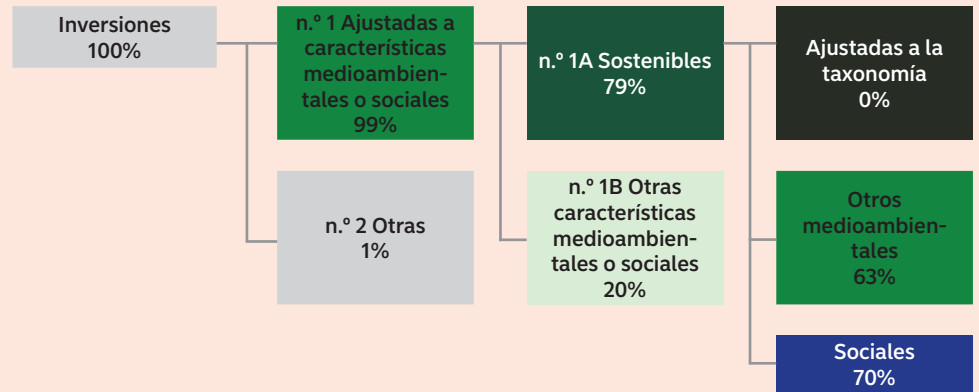 Inversiones
100%
n.º 1 Ajustadas a
características
medioambien-
tales o sociales
99%
n.º 2 Otras
1%
n.º 1A Sostenibles
79%
n.º 1B Otras
características
medioambien-
tales o sociales
20%
Ajustadas a la
taxonomía
0%
Otros
medioambien-
tales
63%
Sociales
70%